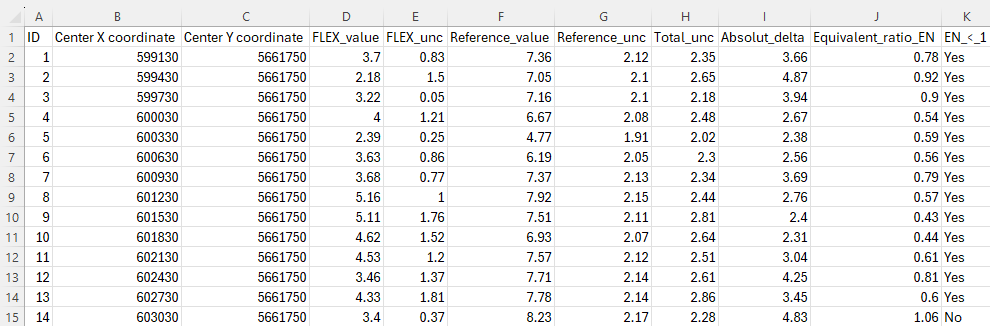 A B C D E F G H I J K
1 ID Center X coordinate Center Y coordinate FLEX_value FLEX_unc Reference_value Reference_unc Total_unc Absolut_delta Equivalent_ratio_EN EN_<_1
2 1 599130 5661750 3.7 0.83 7.36 2.12 2.35 3.66 0.78 Yes
3 2 599430 5661750 2.18 1.5 7.05 2.1 2.65 4.87 0.92 Yes
4 3 599730 5661750 3.22 0.05 7.16 2.1 2.18 3.94 0.9 Yes
5 4 600030 5661750 4 1.21 6.67 2.08 2.48 2.67 0.54 Yes
6 5 600330 5661750 2.39 0.25 4.77 1.91 2.02 2.38 0.59 Yes
7 6 600630 5661750 3.63 0.86 6.19 2.05 2.3 2.56 0.56 Yes
8 7 600930 5661750 3.68 0.77 7.37 2.13 2.34 3.69 0.79 Yes
9 8 601230 5661750 5.16 1 7.92 2.15 2.44 2.76 0.57 Yes
10 9 601530 5661750 5.11 1.76 7.51 2.11 2.81 2.4 0.43 Yes
11 10 601830 5661750 4.62 1.52 6.93 2.07 2.64 2.31 0.44 Yes
12 11 602130 5661750 4.53 1.2 7.57 2.12 2.51 3.04 0.61 Yes
13 12 602430 5661750 3.46 1.37 7.71 2.14 2.61 4.25 0.81 Yes
14 13 602730 5661750 4.33 1.81 7.78 2.14 2.86 3.45 0.6 Yes
15 14 603030 5661750 3.4 0.37 8.23 2.17 2.28 4.83 1.06 No